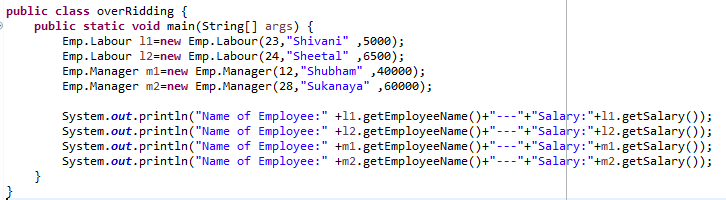 public class overRidding {
    public static void main(String[] args) {
        Emp.Labour l1=new Emp.Labour(23,"Shivani" ,5000);
        Emp.Labour l2=new Emp.Labour(24,"Sheetal" ,6500);
        Emp.Manager m1=new Emp.Manager(12,"Shubham" ,40000);
        Emp.Manager m2=new Emp.Manager(28,"Sukanaya" ,60000);

        System.out.println("Name of Employee:" +l1.getEmployeeName()+"---"+"Salary:"+l1.getSalary());
        System.out.println("Name of Employee:" +l2.getEmployeeName()+"---"+"Salary:"+l2.getSalary());
        System.out.println("Name of Employee:" +m1.getEmployeeName()+"---"+"Salary:"+m1.getSalary());
        System.out.println("Name of Employee:" +m2.getEmployeeName()+"---"+"Salary:"+m2.getSalary());
    }
}